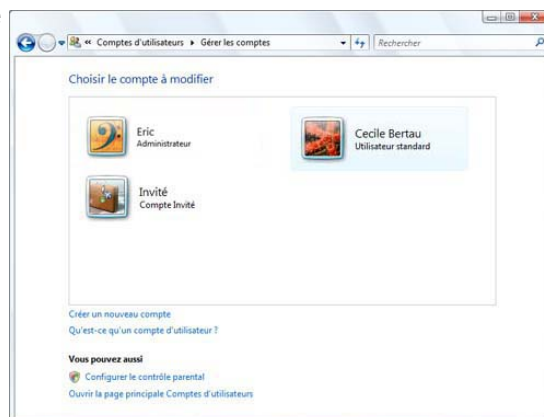 « Comptes d'utilisateurs ▸ Gérer les comptes
Rechercher
Choisir le compte à modifier
Eric
Administrateur
Cecile Bertau
Utilisateur standard
Invité
Compte Invité
Créer un nouveau compte
Qu'est-ce qu'un compte d'utilisateur ?
Vous pouvez aussi
Configurer le contrôle parental
Ouvrir la page principale Comptes d'utilisateurs